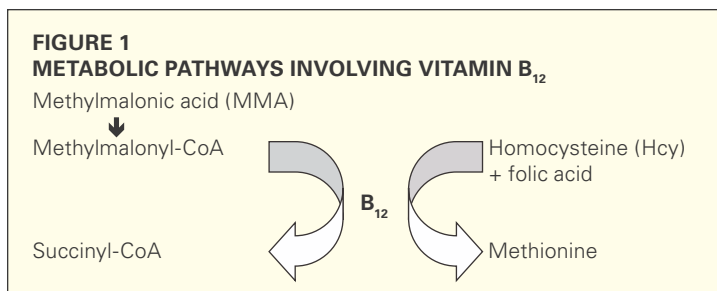 FIGURE 1
METABOLIC PATHWAYS INVOLVING VITAMIN B₁₂
Methylmalonic acid (MMA)
Methylmalonyl-CoA
Homocysteine (Hcy)
+ folic acid
B₁₂
Succinyl-CoA
Methionine